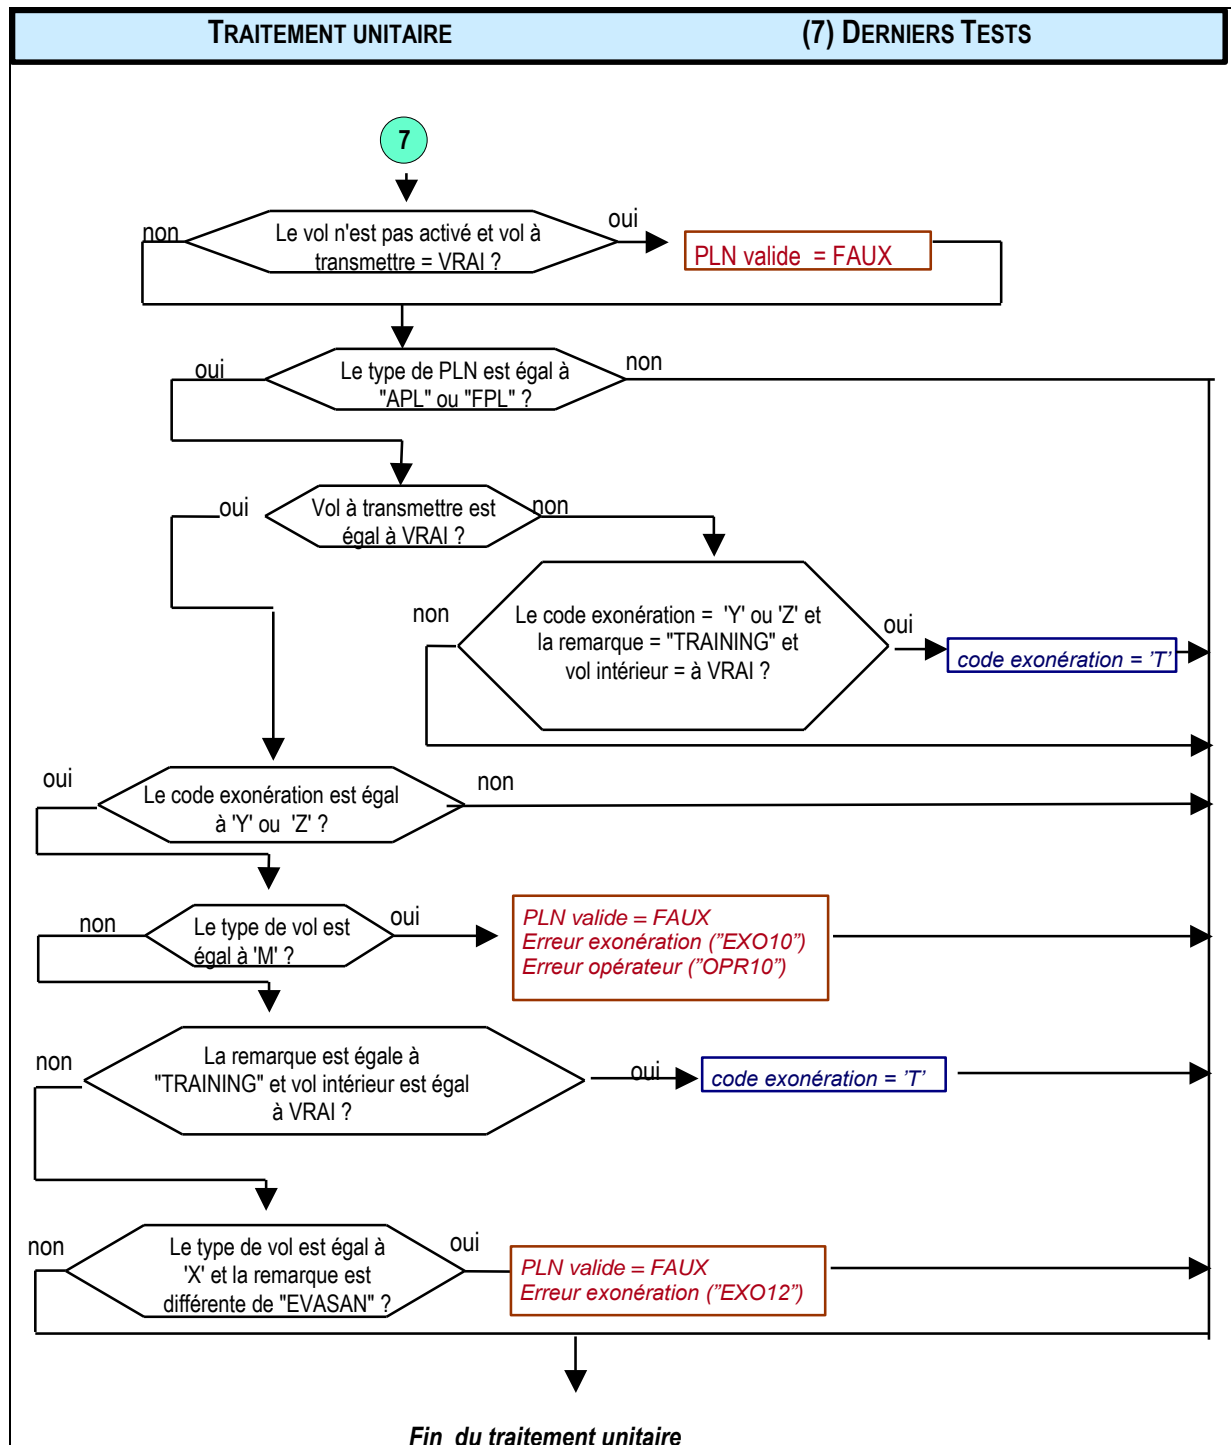 TRAITEMENT UNITAIRE (7) DERNIERS TESTS
7
non
Le vol n'est pas activé et vol à
transmettre = VRAI ?
oui
PLN valide = FAUX
oui
Le type de PLN est égal à
"APL" ou "FPL" ?
non
oui
Vol à transmettre est
égal à VRAI ?
non
non
Le code exonération = 'Y' ou 'Z' et
la remarque = "TRAINING" et
vol intérieur = à VRAI ?
oui
code exonération = 'T'
oui
Le code exonération est égal
à 'Y' ou 'Z' ?
non
non
Le type de vol est
égal à 'M' ?
oui
PLN valide = FAUX
Erreur exonération ("EXO10")
Erreur opérateur ("OPR10")
non
La remarque est égale à
"TRAINING" et vol intérieur est égal
à VRAI ?
oui
code exonération = 'T'
non
Le type de vol est égal à
'X' et la remarque est
différente de "EVASAN" ?
oui
PLN valide = FAUX
Erreur exonération ("EXO12")
Fin du traitement unitaire